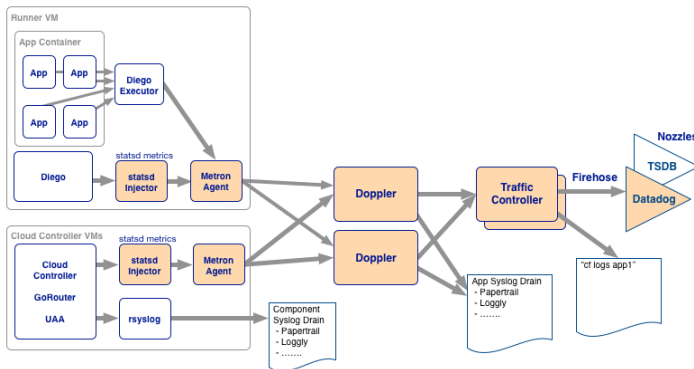 Runner VM
App Container
App
App
App
App
Diego
Executor
Diego
statsd metrics
statsd
Injector
Metron
Agent
Cloud Controller VMs
Cloud
Controller
GoRouter
UAA
statsd metrics
statsd
Injector
Metron
Agent
rsyslog
Component
Syslog Drain
- Papertrail
- Loggly
- .......
Doppler
Doppler
App Syslog Drain
- Papertrail
- Loggly
- .......
Traffic
Controller
Firehose
Nozzles
TSDB
Datadog
"cf logs app1"